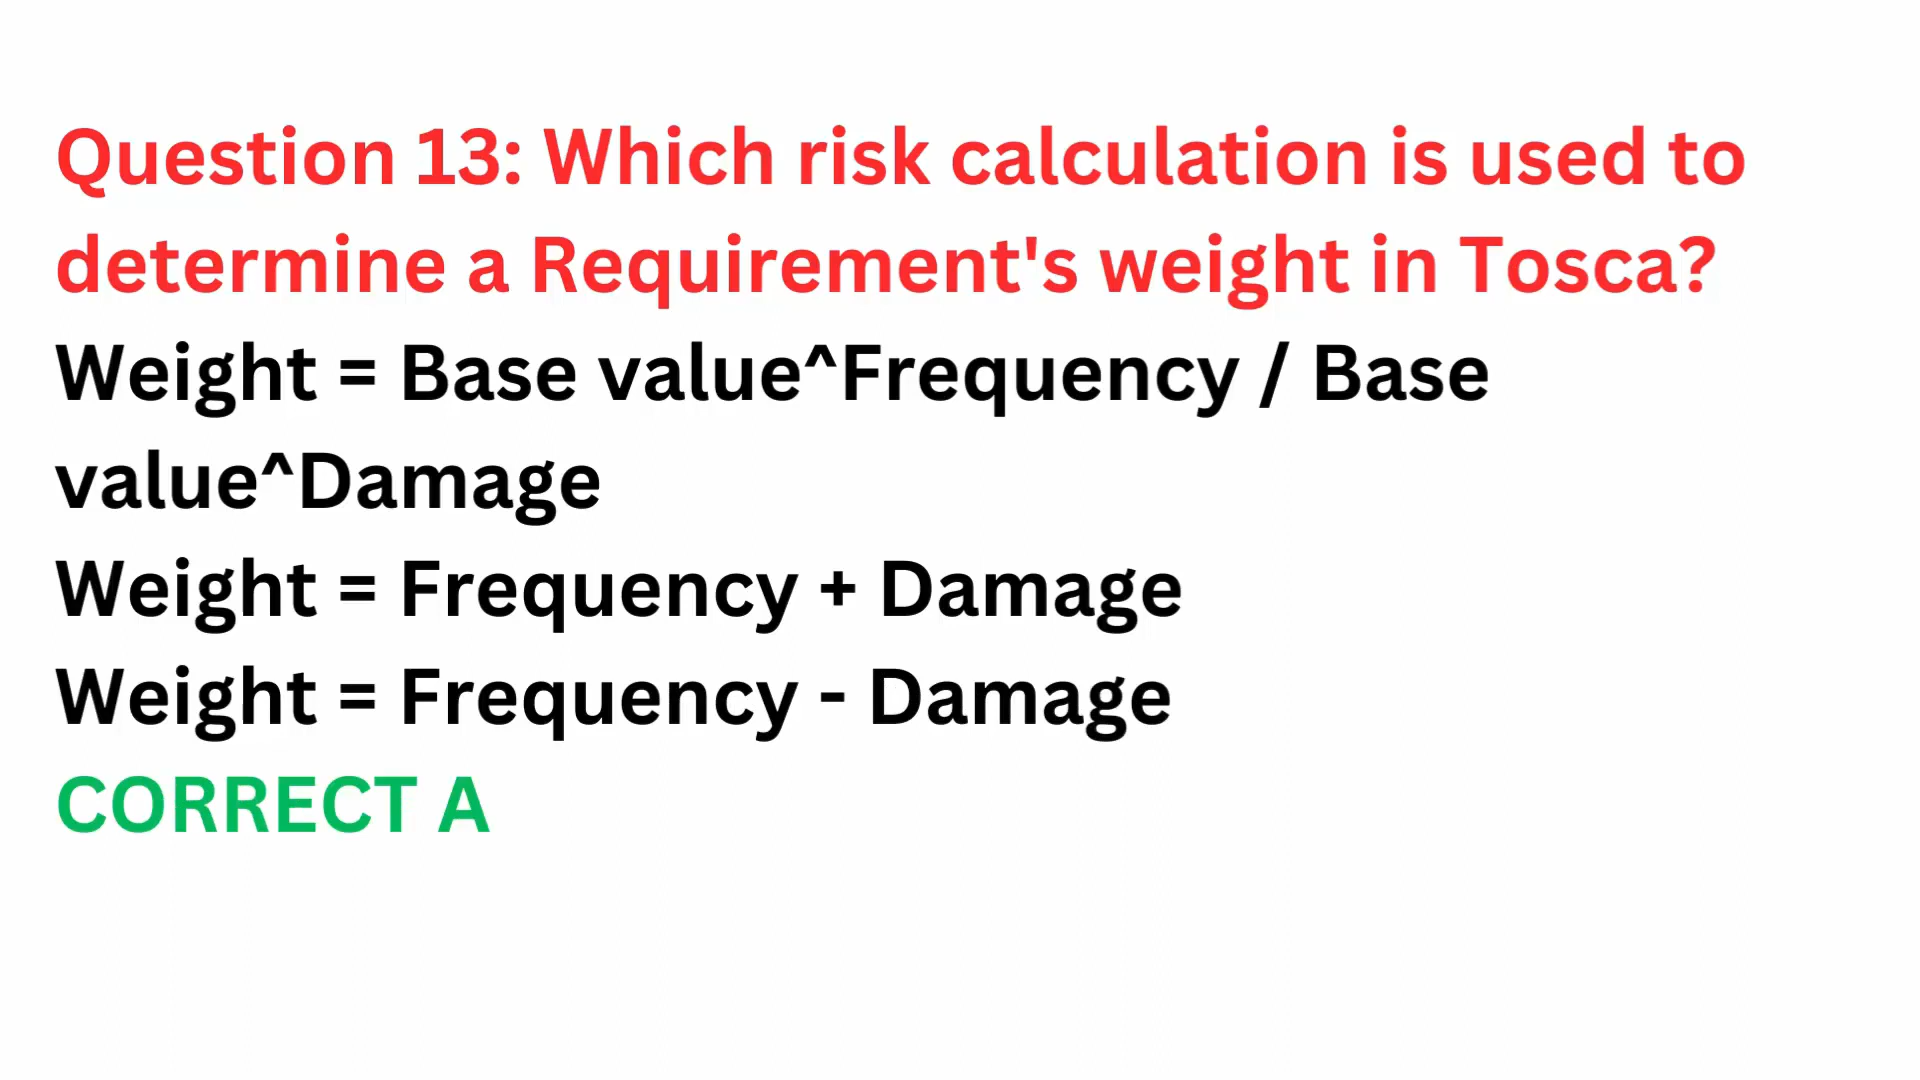 Question 13: Which risk calculation is used to
determine a Requirement's weight in Tosca?
Weight = Base value^Frequency / Base
value^Damage
Weight = Frequency + Damage
Weight = Frequency - Damage
CORRECT A